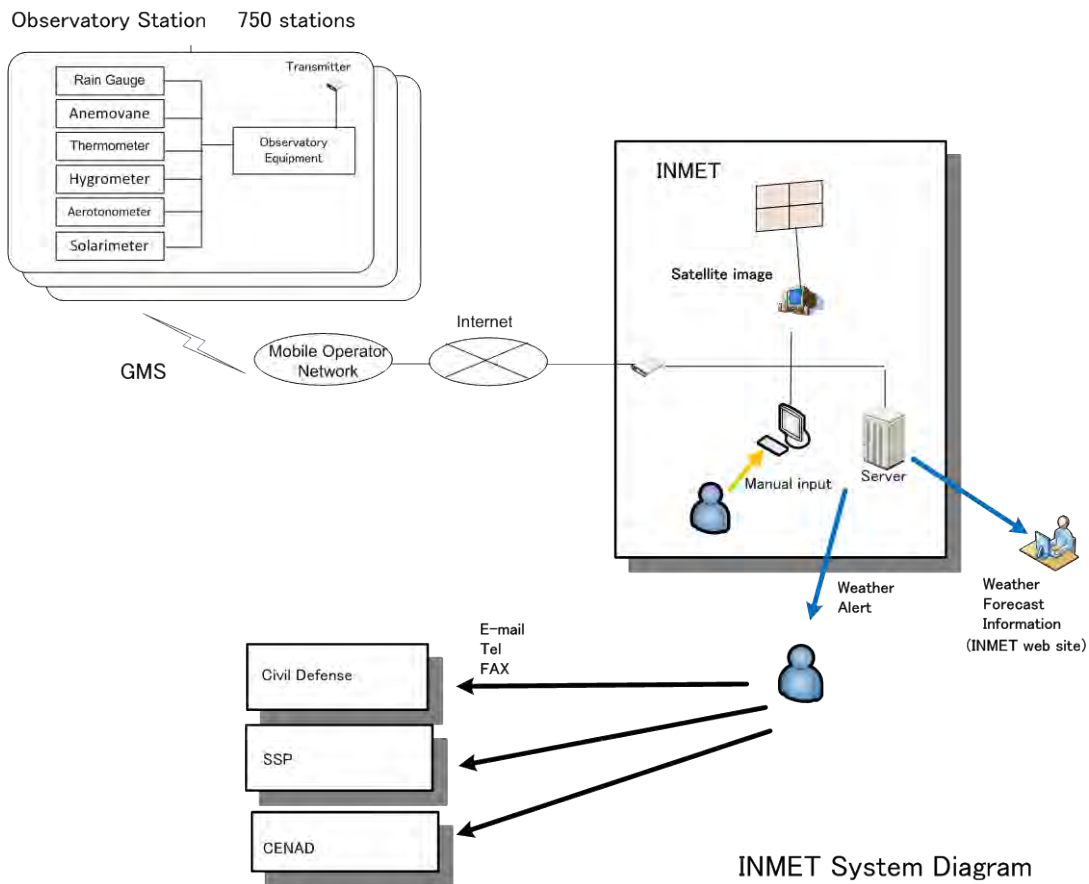 Observatory Station 750 stations
Transmitter
Rain Gauge
Anemovane
Thermometer
Hygrometer
Aerotonometer
Solarimeter
Observatory
Equipment
INMET
Satellite image
GMS
Mobile Operator
Network
Internet
Manual input
Server
Weather
Alert
Weather
Forecast
Information
(INMET web site)
E-mail
Tel
FAX
Civil Defense
SSP
CENAD
INMET System Diagram